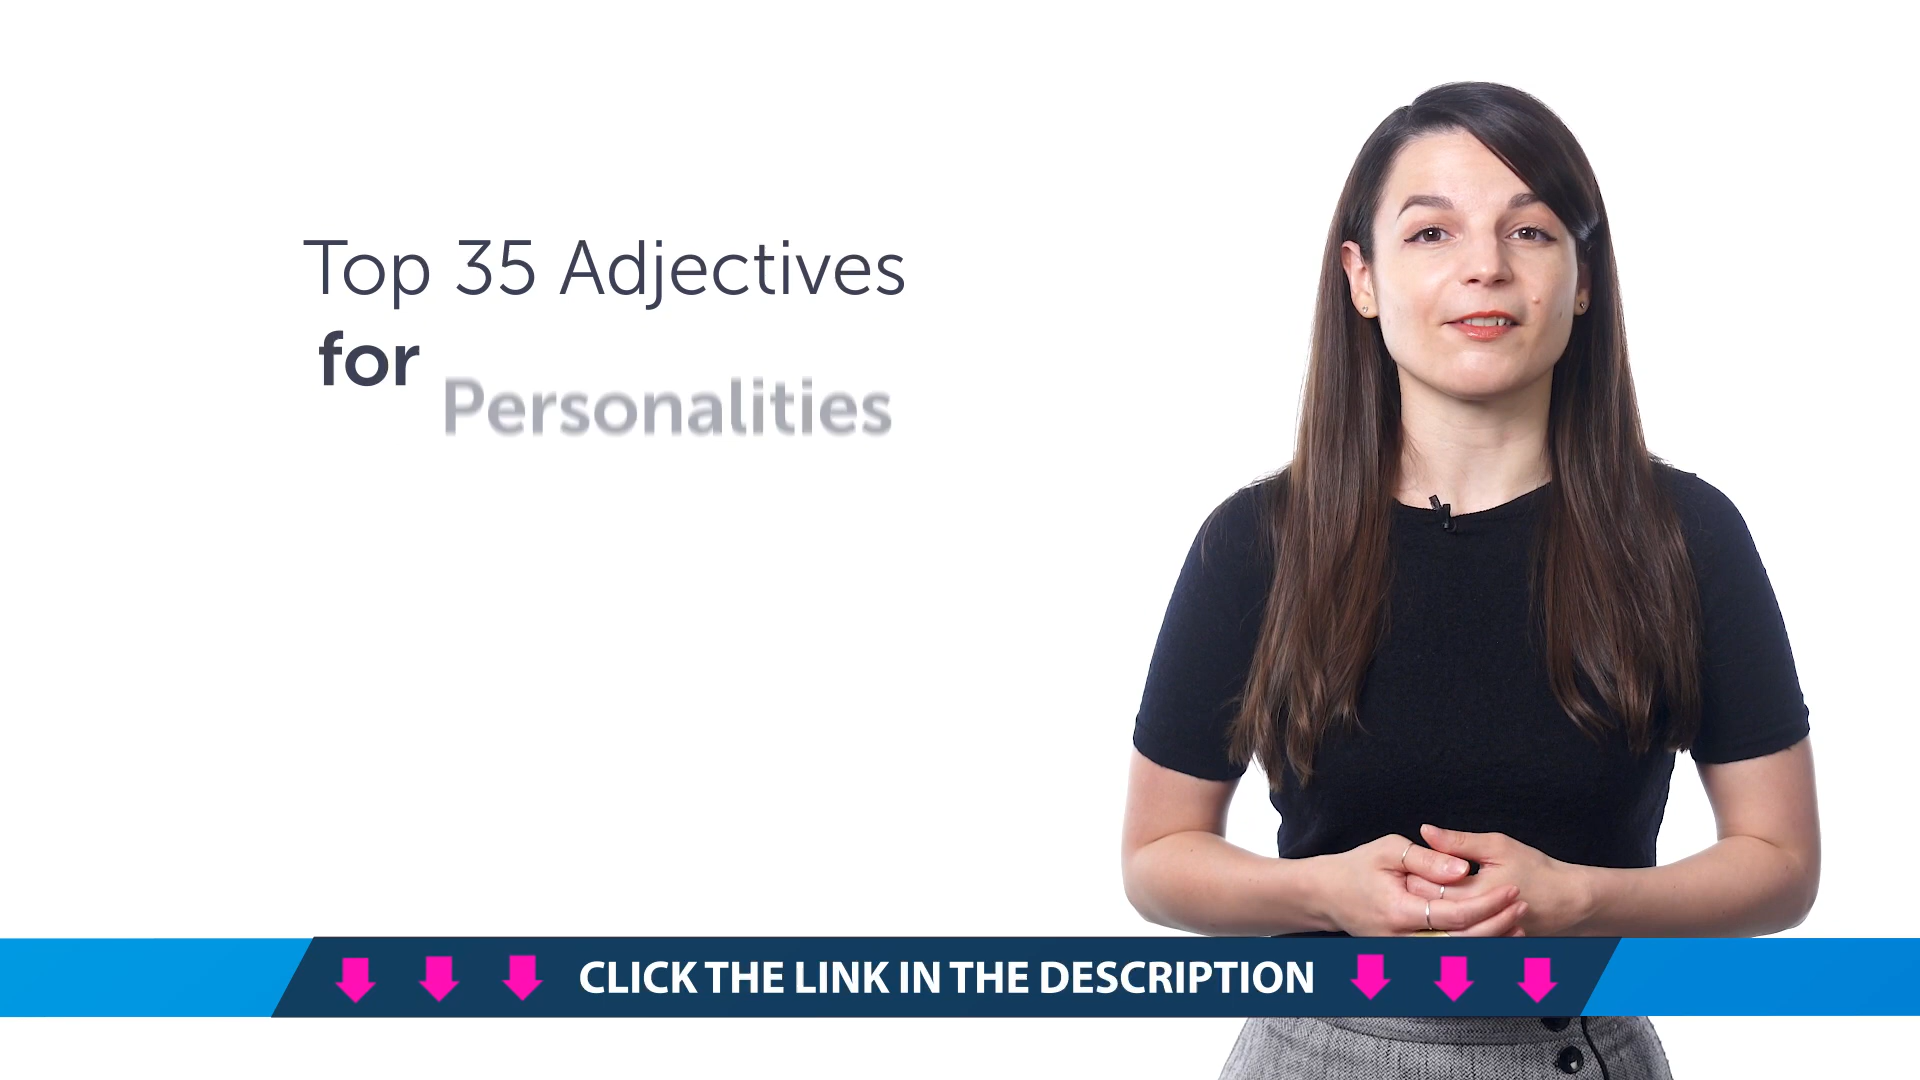 Top 35 Adjectives
for Personalities
CLICK THE LINK IN THE DESCRIPTION